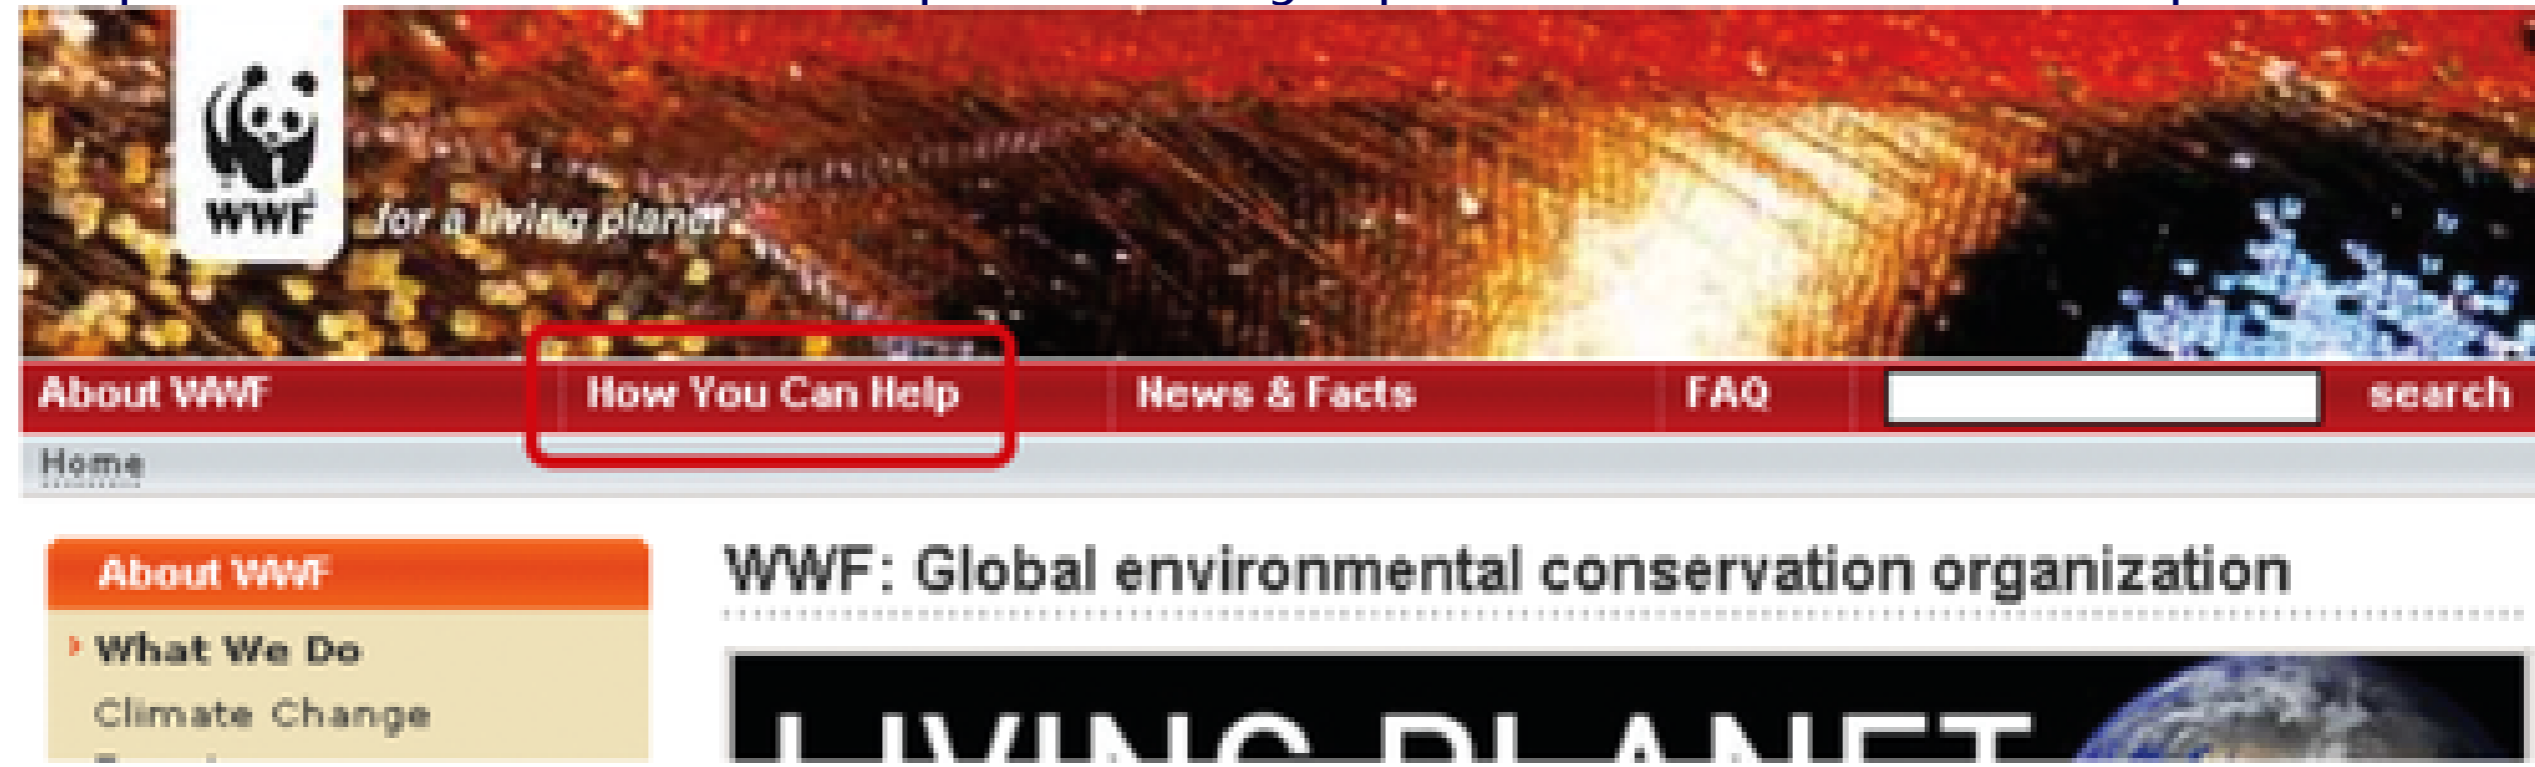 WWF
for a living planet
About WWF How You Can Help News & Facts FAQ search
Home
About WWF
WWF: Global environmental conservation organization
What We Do
Climate Change
LIVING PLANET